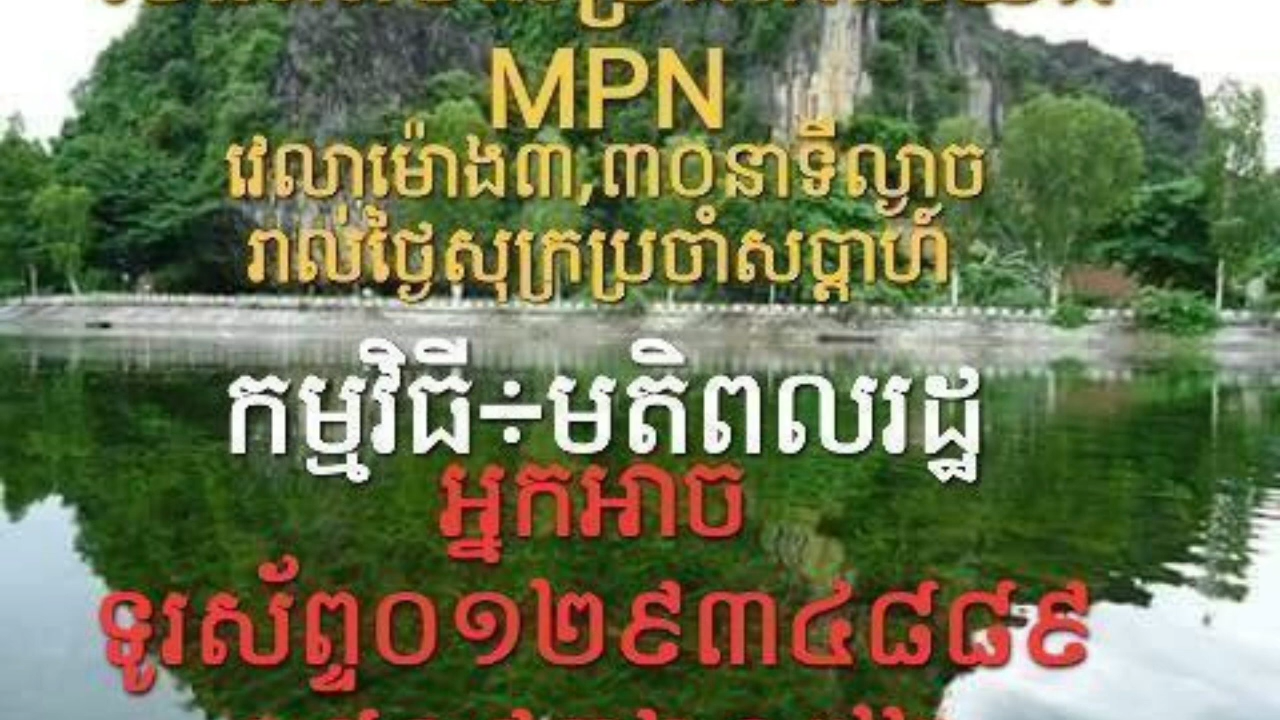 MPN
វេលាម៉ោង៣,៣០នាទីល្ងាច
រាល់ថ្ងៃសុក្រប្រចាំសប្តាហ៍
កម្មវិធី÷មតិពលរដ្ឋ
អ្នកអាច
ទូរស័ព្ទ០១២៩៣៤៨៨៩